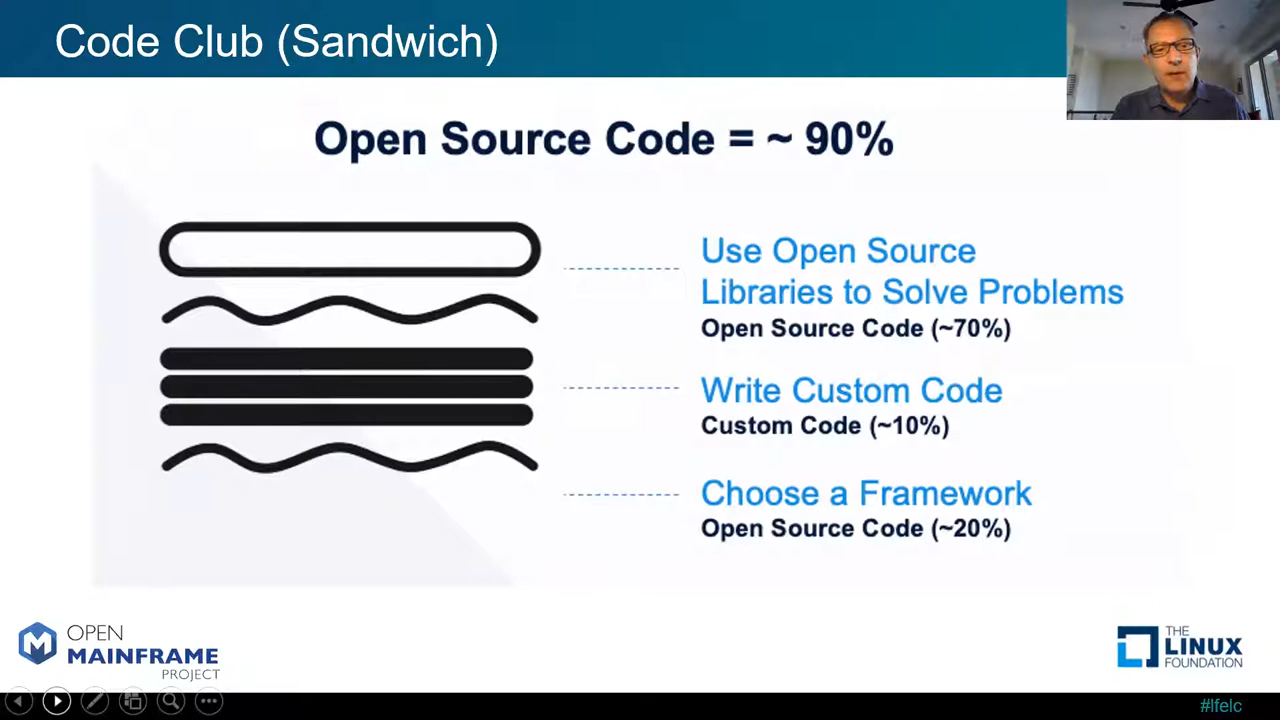 Code Club (Sandwich)
Open Source Code = ~ 90%
Use Open Source
Libraries to Solve Problems
Open Source Code (~70%)
Write Custom Code
Custom Code (~10%)
Choose a Framework
Open Source Code (~20%)
OPEN
MAINFRAME
PROJECT
THE
LINUX
FOUNDATION
#lfelc